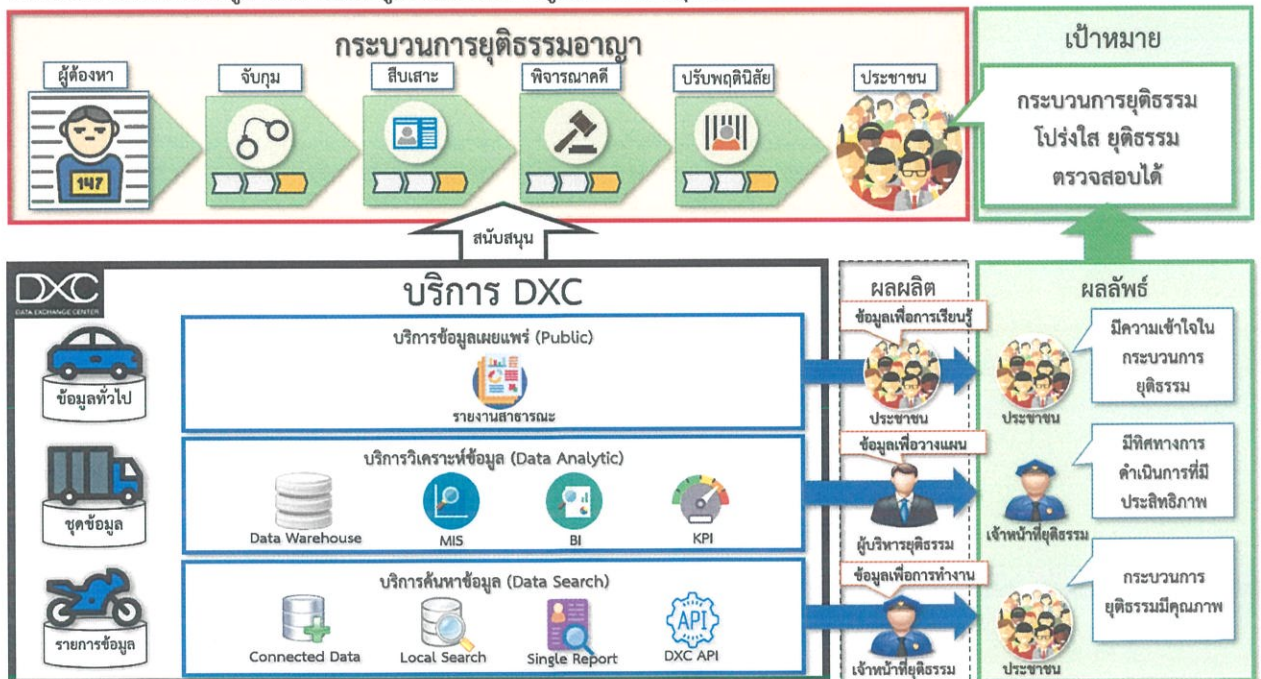 กระบวนการยุติธรรมอาญา
ผู้ต้องหา
จับกุม
สืบเสาะ
พิจารณาคดี
ปรับพฤตินิสัย
ประชาชน
147
เป้าหมาย
กระบวนการยุติธรรม
โปร่งใส ยุติธรรม
ตรวจสอบได้
สนับสนุน
DXC
DATA EXCHANGE CENTER
บริการ DXC
ข้อมูลทั่วไป
ชุดข้อมูล
รายการข้อมูล
บริการข้อมูลเผยแพร่ (Public)
รายงานสาธารณะ
บริการวิเคราะห์ข้อมูล (Data Analytic)
Data Warehouse
MIS
BI
KPI
บริการค้นหาข้อมูล (Data Search)
Connected Data
Local Search
Single Report
API
DXC API
ผลผลิต
ข้อมูลเพื่อการเรียนรู้
ประชาชน
ข้อมูลเพื่อวางแผน
ผู้บริหารยุติธรรม
ข้อมูลเพื่อการทำงาน
เจ้าหน้าที่ยุติธรรม
ผลลัพธ์
มีความเข้าใจใน
กระบวนการ
ยุติธรรม
ประชาชน
มีทิศทางการ
ดำเนินการที่มี
ประสิทธิภาพ
เจ้าหน้าที่ยุติธรรม
กระบวนการ
ยุติธรรมมีคุณภาพ
ประชาชน